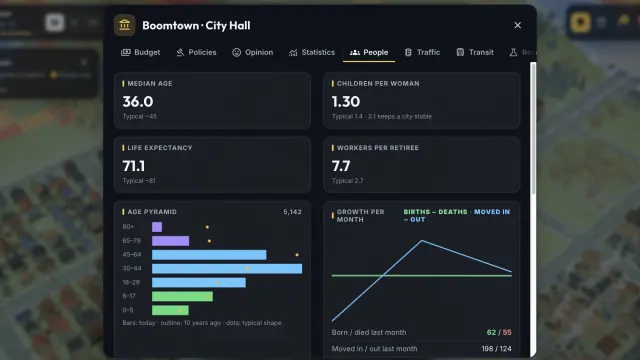 Boomtown · City Hall
Budget
Policies
Opinion
Statistics
People
Traffic
Transit
MEDIAN AGE
36.0
Typical ~45
CHILDREN PER WOMAN
1.30
Typical 1.4 · 2.1 keeps a city stable
LIFE EXPECTANCY
71.1
Typical ~81
WORKERS PER RETIREE
7.7
Typical 2.7
AGE PYRAMID
5,142
80+
65–79
45–64
30–44
18–29
6–17
0–5
Bars: today · outline: 10 years ago · dots: typical shape
GROWTH PER MONTH
BIRTHS − DEATHS · MOVED IN − OUT
Born / died last month
62 / 55
Moved in / out last month
198 / 124